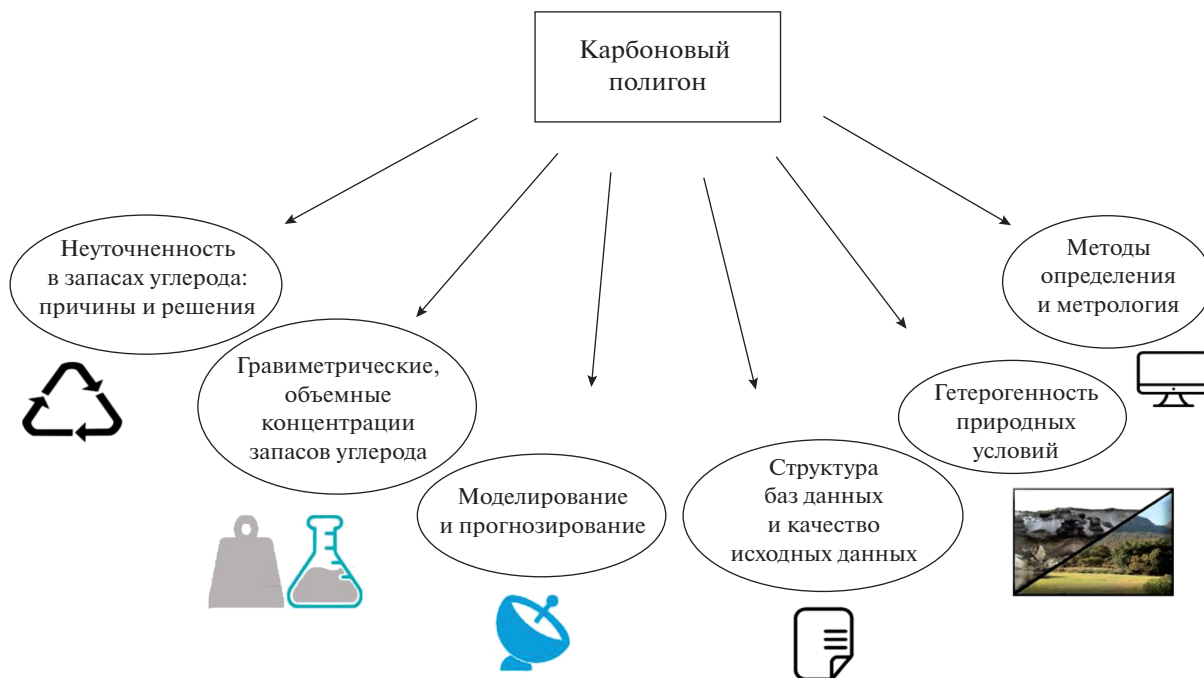 Карбоновый
полигон
Неуточненность
в запасах углерода:
причины и решения
Гравиметрические,
объемные
концентрации
запасов углерода
Моделирование
и прогнозирование
Структура
баз данных
и качество
исходных данных
Гетерогенность
природных
условий
Методы
определения
и метрология